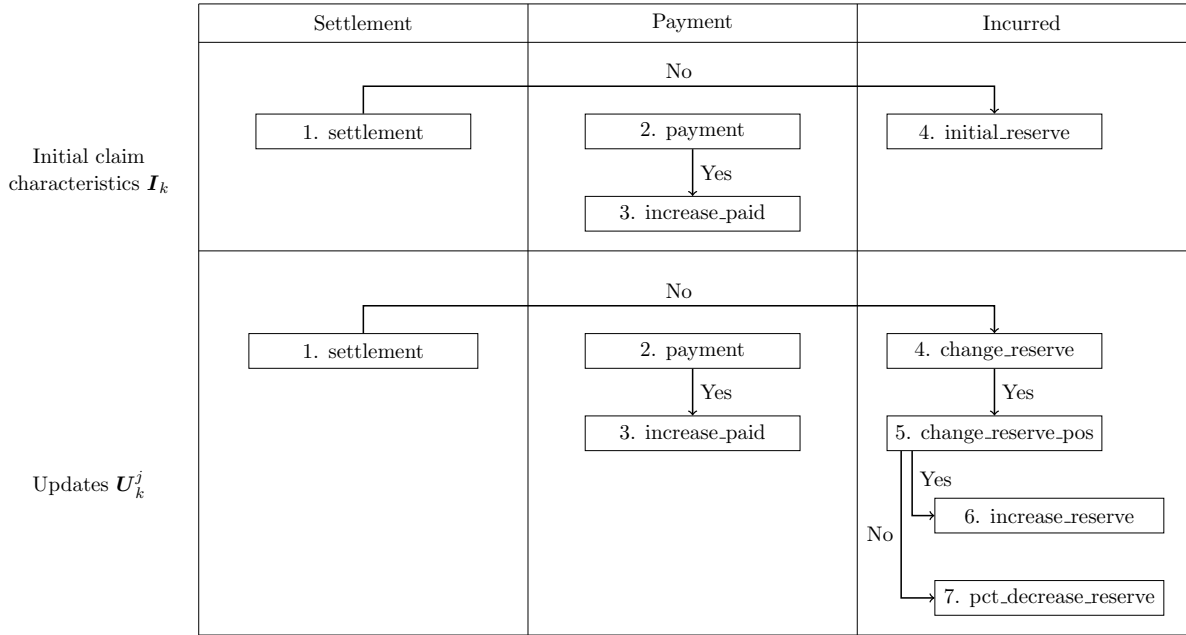 Settlement
Payment
Incurred
Initial claim
characteristics I_k
No
1. settlement
2. payment
4. initial_reserve
Yes
3. increase_paid
Updates U_k^j
No
1. settlement
2. payment
4. change_reserve
Yes
Yes
3. increase_paid
5. change_reserve_pos
Yes
6. increase_reserve
No
7. pct_decrease_reserve